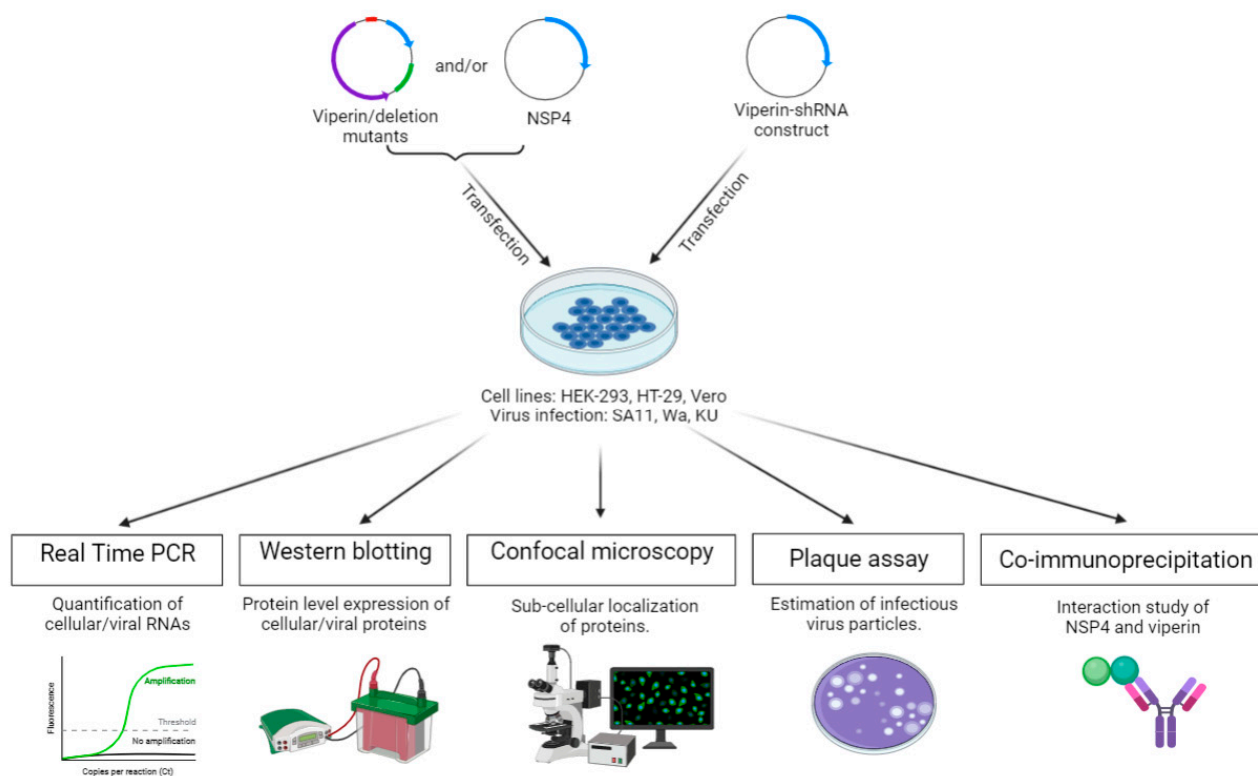 and/or
Viperin/deletion
mutants
NSP4
Viperin-shRNA
construct
Transfection
Transfection
Cell lines: HEK-293, HT-29, Vero
Virus infection: SA11, Wa, KU
Real Time PCR
Western blotting
Confocal microscopy
Plaque assay
Co-immunoprecipitation
Quantification of
cellular/viral RNAs
Protein level expression of
cellular/viral proteins
Sub-cellular localization
of proteins.
Estimation of infectious
virus particles.
Interaction study of
NSP4 and viperin
Fluorescence
Amplification
Threshold
No amplification
Copies per reaction (Ct)